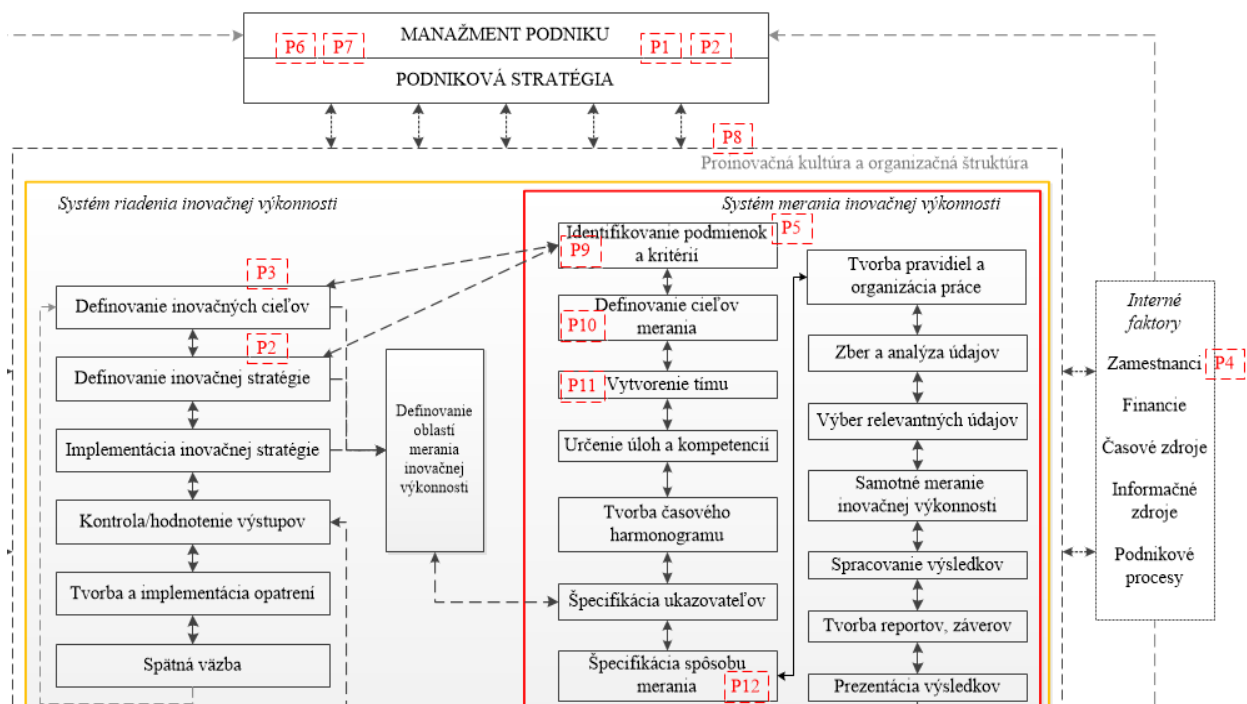 MANAŽMENT PODNIKU
P6 P7 P1 P2
PODNIKOVÁ STRATÉGIA
P8
Proinovačná kultúra a organizačná štruktúra
Systém riadenia inovačnej výkonnosti
P3
Definovanie inovačných cieľov
P2
Definovanie inovačnej stratégie
Implementácia inovačnej stratégie
Kontrola/hodnotenie výstupov
Tvorba a implementácia opatrení
Spätná väzba
Definovanie
oblastí
merania
inovačnej
výkonnosti
Systém merania inovačnej výkonnosti
P5
Identifikovanie podmienok
P9 a kritérií
Definovanie cieľov
P10 merania
P11 Vytvorenie tímu
Určenie úloh a kompetencií
Tvorba časového
harmonogramu
Špecifikácia ukazovateľov
Špecifikácia spôsobu
merania P12
Tvorba pravidiel a
organizácia práce
Zber a analýza údajov
Výber relevantných údajov
Samotné meranie
inovačnej výkonnosti
Spracovanie výsledkov
Tvorba reportov, záverov
Prezentácia výsledkov
Interné
faktory
Zamestnanci P4
Financie
Časové zdroje
Informačné
zdroje
Podnikové
procesy